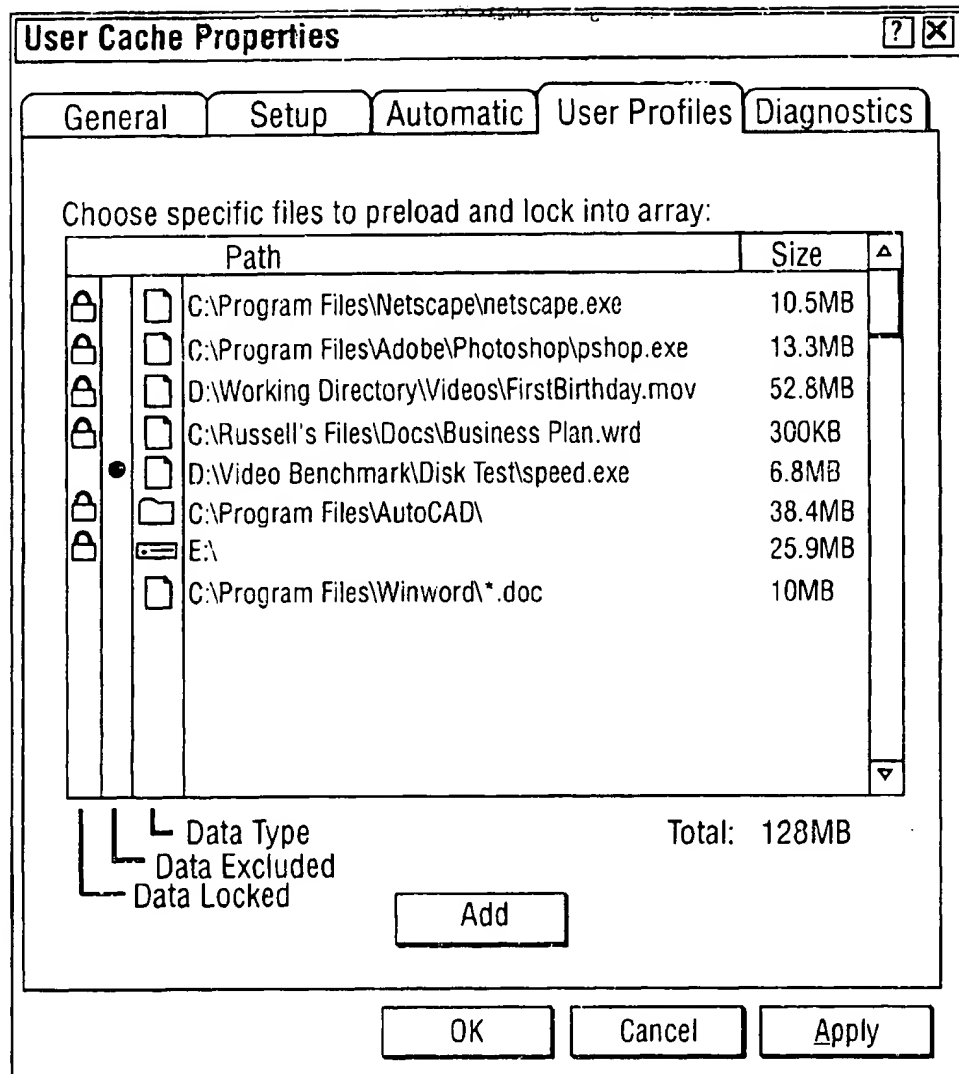 User Cache Properties ? X
General Setup Automatic User Profiles Diagnostics
Choose specific files to preload and lock into array:
Path Size
C:\Program Files\Netscape\netscape.exe 10.5MB
C:\Program Files\Adobe\Photoshop\pshop.exe 13.3MB
D:\Working Directory\Videos\FirstBirthday.mov 52.8MB
C:\Russell's Files\Docs\Business Plan.wrd 300KB
D:\Video Benchmark\Disk Test\speed.exe 6.8MB
C:\Program Files\AutoCAD\ 38.4MB
E:\ 25.9MB
C:\Program Files\Winword\*.doc 10MB
Data Type Total: 128MB
Data Excluded
Data Locked
Add
OK Cancel Apply